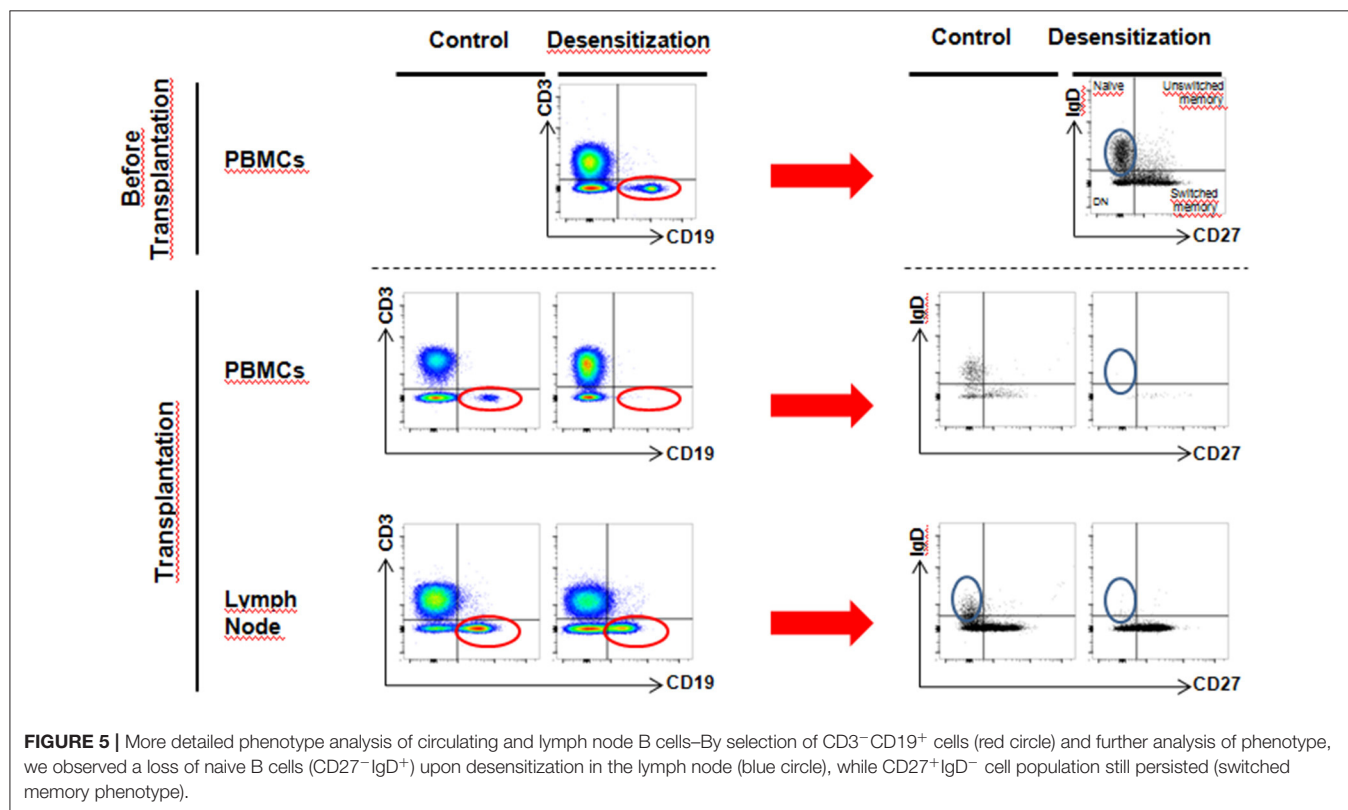 Control Desensitization Control Desensitization
Before
Transplantation
PBMCs
CD3
CD19
IgD
Naïve
Unswitched
memory
DN
Switched
memory
CD27
Transplantation
PBMCs
CD3
CD19
IgD
CD27
Lymph
Node
CD3
CD19
IgD
CD27
FIGURE 5 | More detailed phenotype analysis of circulating and lymph node B cells–By selection of CD3−CD19+ cells (red circle) and further analysis of phenotype,
we observed a loss of naive B cells (CD27−IgD+) upon desensitization in the lymph node (blue circle), while CD27+IgD− cell population still persisted (switched
memory phenotype).